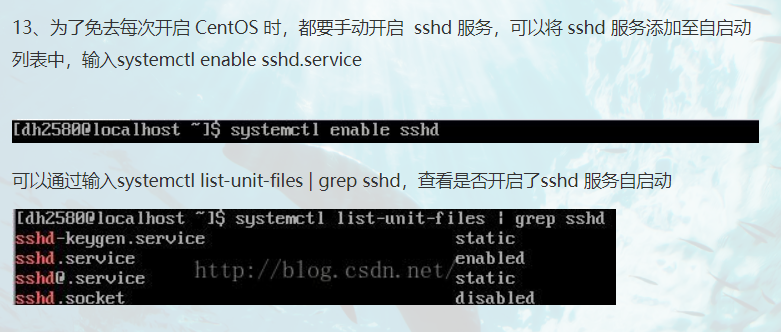 13、为了免去每次开启 CentOS 时，都要手动开启 sshd 服务，可以将 sshd 服务添加至自启动
列表中，输入systemctl enable sshd.service
[dh2580@localhost ~]$ systemctl enable sshd
可以通过输入systemctl list-unit-files | grep sshd，查看是否开启了sshd 服务自启动
[dh2580@localhost ~]$ systemctl list-unit-files | grep sshd
sshd-keygen.service static
sshd.service enabled
http://blog.csdn.net/
sshd@.service static
sshd.socket disabled